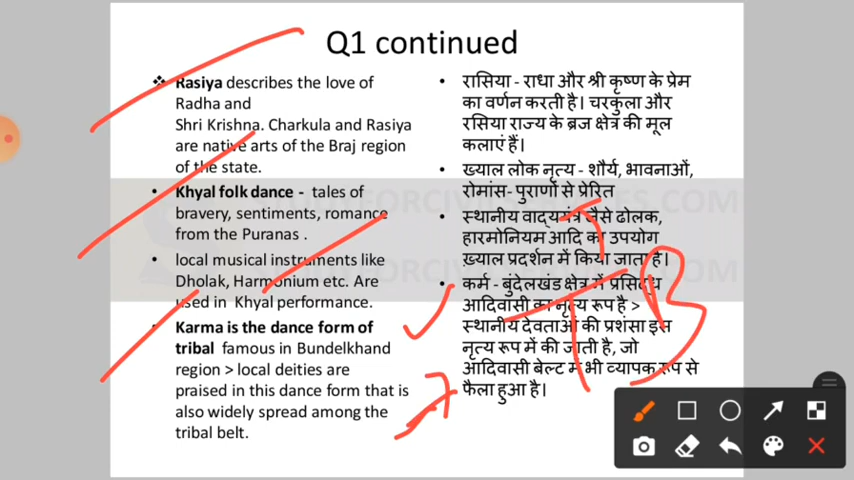 Q1 continued
❖ Rasiya describes the love of
Radha and
Shri Krishna. Charkula and Rasiya
are native arts of the Braj region
of the state.
• Khyal folk dance - tales of
bravery, sentiments, romance
from the Puranas .
• local musical instruments like
Dholak, Harmonium etc. Are
used in Khyal performance.
• Karma is the dance form of
tribal famous in Bundelkhand
region > local deities are
praised in this dance form that is
also widely spread among the
tribal belt.
• रासिया - राधा और श्री कृष्ण के प्रेम
का वर्णन करती है। चरकुला और
रसिया राज्य के ब्रज क्षेत्र की मूल
कलाएं हैं।
• ख्याल लोक नृत्य - शौर्य, भावनाओं,
रोमांस- पुराणों से प्रेरित
• स्थानीय वाद्ययंत्र जैसे ढोलक,
हारमोनियम आदि का उपयोग
ख़्याल प्रदर्शन में किया जाता है।
• कर्म - बुंदेलखंड क्षेत्र में प्रसिद्ध
आदिवासी का नृत्य रूप है >
स्थानीय देवताओं की प्रशंसा इस
नृत्य रूप में की जाती है, जो
आदिवासी बेल्ट में भी व्यापक रूप से
फैला हुआ है।